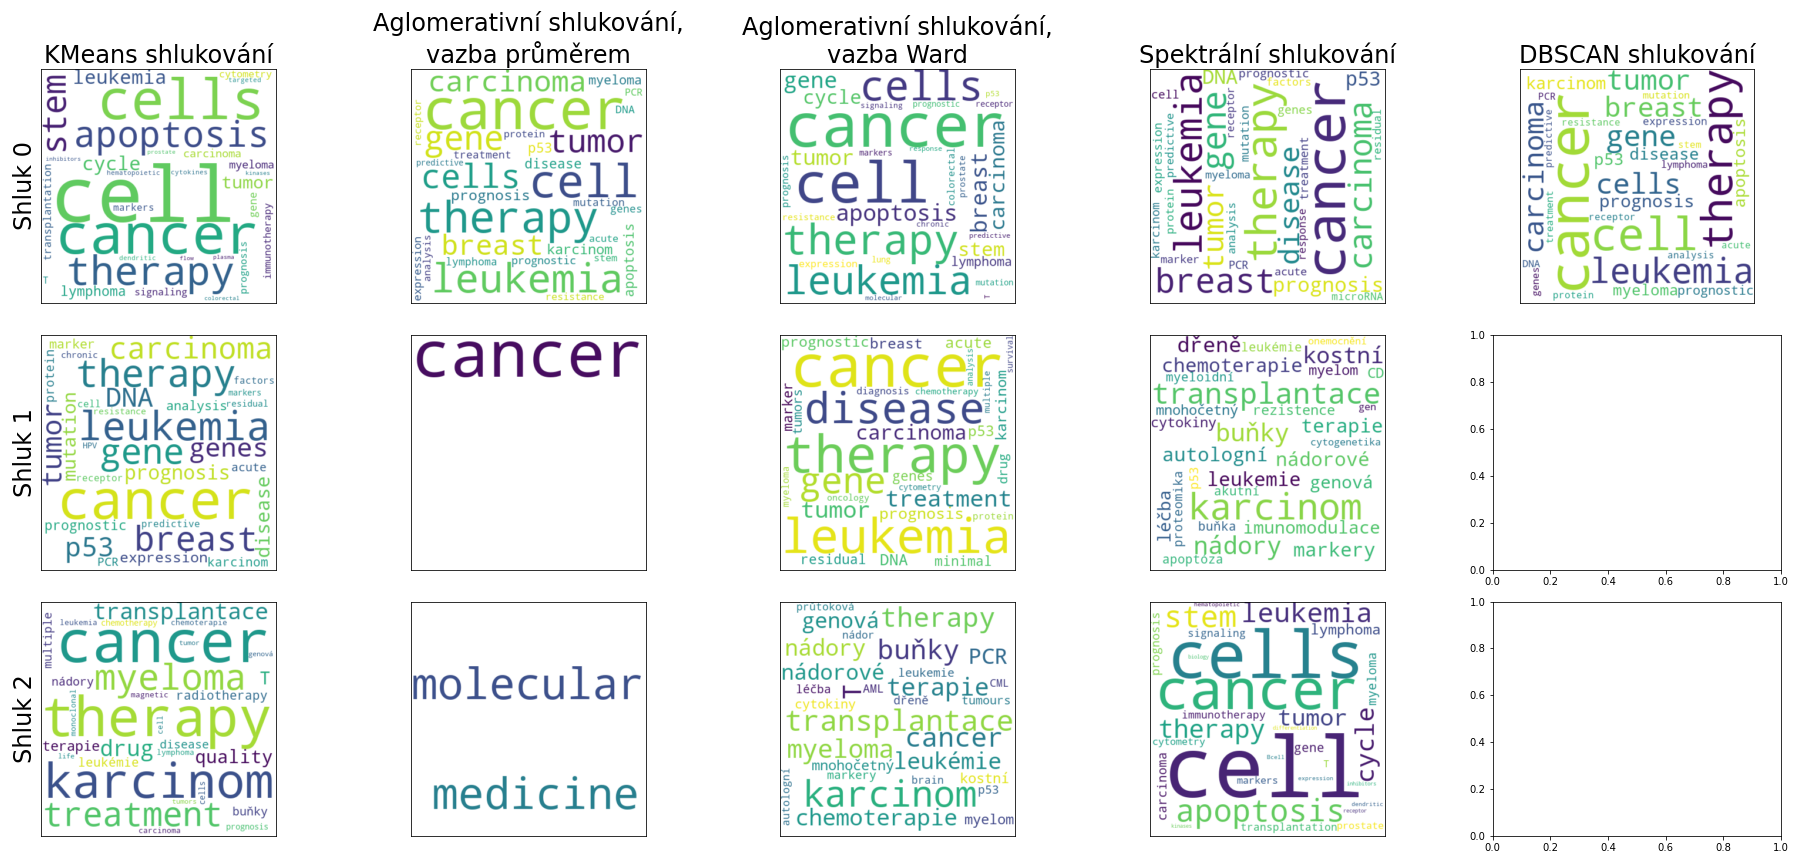 Aglomerativní shlukování,
Aglomerativní shlukování,
KMeans shlukování
vazba průměrem
vazba Ward
Spektrální shlukování
DBSCAN shlukování
Shluk 0
stem
leukemia
cytometry
targeted
cells
apoptosis
inhibitors
prostate
cycle
carcinoma
myeloma
hematopoietic
cytokines
kinases
tumor
cell
markers
gene
transplantation
cancer
immunotherapy
dendritic
flow
plasma
prognosis
therapy
T
lymphoma
signaling
colorectal
carcinoma
myeloma
PCR
cancer
DNA
receptor
gene
protein
tumor
treatment
p53
predictive
disease
cells
cell
prognosis
mutation
therapy
genes
breast
acute
karcinom
expression
analysis
lymphoma
prognostic
stem
apoptosis
leukemia
resistance
gene
cells
cycle
p53
signaling
prognostic
receptor
cancer
tumor
markers
response
carcinoma
prognosis
cell
colorectal
prostate
breast
resistance
apoptosis
chronic
therapy
predictive
stem
expression
lung
lymphoma
leukemia
mutation
molecular
T
DNA
prognostic
p53
factors
cell
leukemia
gene
receptor
mutation
therapy
genes
cancer
carcinoma
residual
expression
predictive
protein
karcinom
myeloma
disease
treatment
response
tumor
analysis
marker
PCR
acute
breast
prognosis
microRNA
karcinom
tumor
therapy
PCR
mutation
breast
cancer
resistance
expression
carcinoma
predictive
gene
stem
p53
disease
lymphoma
apoptosis
treatment
cells
prognosis
receptor
cell
acute
DNA
analysis
leukemia
genes
myeloma
prognostic
protein
Shluk 1
marker
carcinoma
chronic
protein
therapy
factors
markers
cell
DNA
analysis
residual
resistance
tumor
mutation
leukemia
HPV
gene
genes
receptor
prognosis
acute
cancer
disease
prognostic
predictive
p53
breast
PCR
expression
karcinom
cancer
prognostic
breast
acute
survival
cancer
analysis
diagnosis
chemotherapy
multiple
marker
tumors
disease
karcinom
carcinoma
p53
therapy
drug
gene
genes
cytometry
myeloma
oncology
treatment
tumor
prognosis
protein
leukemia
residual
DNA
minimal
dřeně
leukémie
onemocnění
kostní
chemoterapie
myelom
CD
myeloidní
transplantace
mnohočetný
rezistence
gen
cytokiny
buňky
terapie
cytogenetika
autologní
nádorové
p53
leukemie
genová
akutní
léčba
proteomika
karcinom
buňka
imunomodulace
nádory
markery
apoptóza
1.0
0.8
0.6
0.4
0.2
0.0
0.0 0.2 0.4 0.6 0.8 1.0
Shluk 2
transplantace
multiple
leukemia
chemotherapy
chemoterapie
cancer
tumor
genová
myeloma
T
nádory
magnetic
radiotherapy
monoclonal
therapy
cell
terapie
drug
disease
lymphoma
quality
life
leukémie
karcinom
cells
tumors
treatment
buňky
carcinoma
prognosis
molecular
medicine
průtoková
genová
therapy
nádor
nádory
buňky
PCR
nádorové
leukemie
léčba
T
AML
terapie
CML
cytokiny
dřeně
tumours
transplantace
cancer
myeloma
mnohočetný
leukémie
markery
brain
kostní
autologní
karcinom
p53
chemoterapie
myelom
hematopoietic
stem
leukemia
signaling
lymphoma
prognosis
cells
biology
cancer
myeloma
immunotherapy
tumor
therapy
cytometry
gene
cycle
cell
Bcell
T
carcinoma
markers
expression
inhibitors
apoptosis
dendritic
receptor
kinases
transplantation
prostate
1.0
0.8
0.6
0.4
0.2
0.0
0.0 0.2 0.4 0.6 0.8 1.0